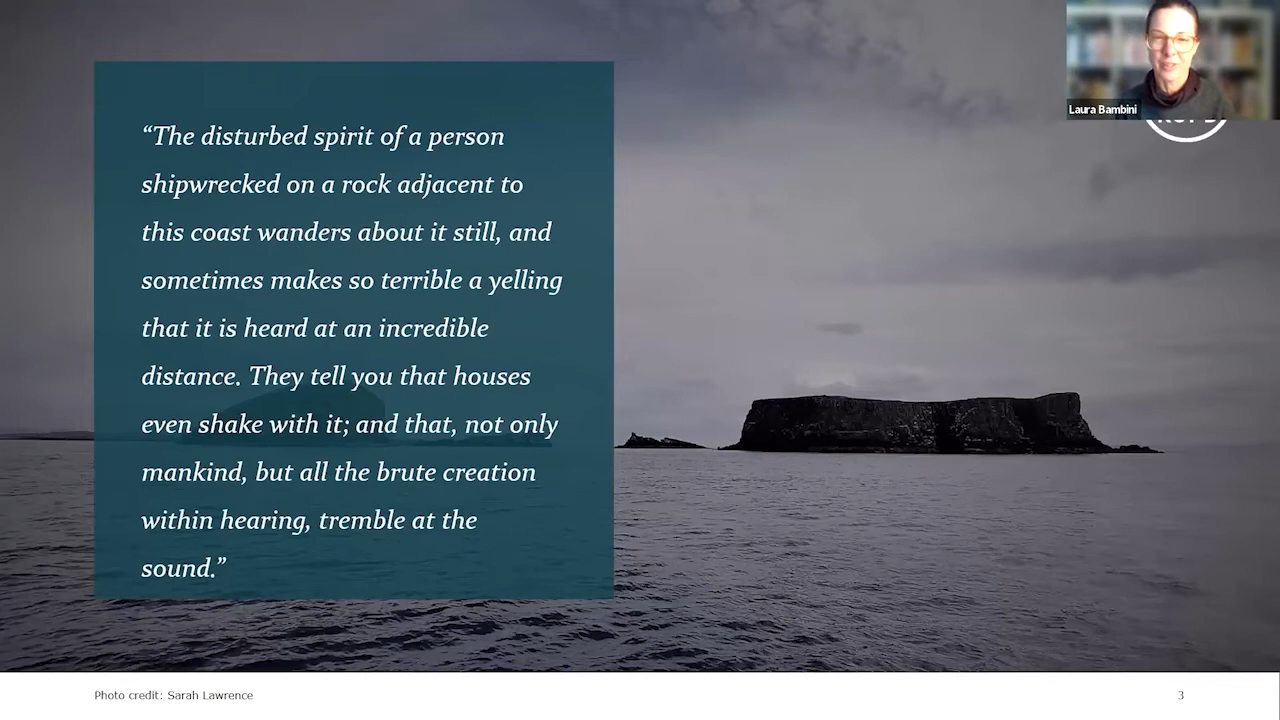 Laura Bambini
“The disturbed spirit of a person
shipwrecked on a rock adjacent to
this coast wanders about it still, and
sometimes makes so terrible a yelling
that it is heard at an incredible
distance. They tell you that houses
even shake with it; and that, not only
mankind, but all the brute creation
within hearing, tremble at the
sound.”
Photo credit: Sarah Lawrence
3